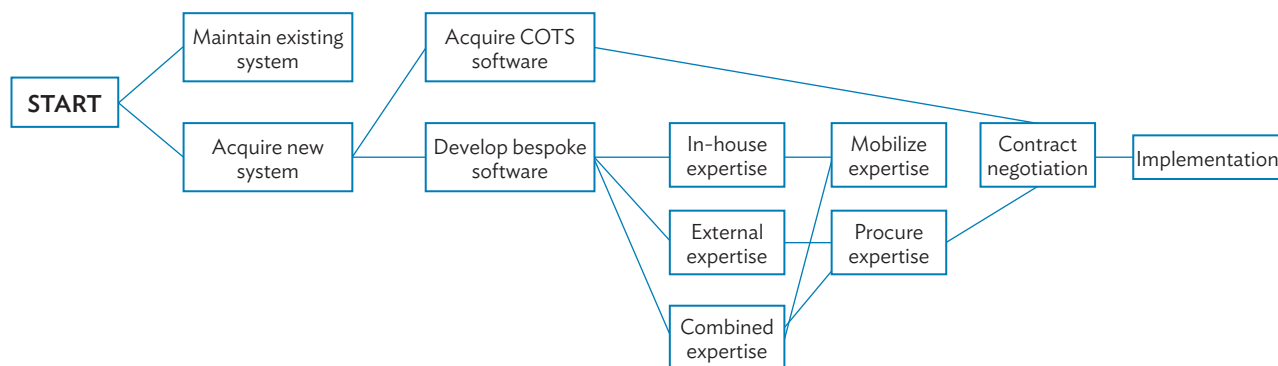 START
Maintain existing
system
Acquire new
system
Acquire COTS
software
Develop bespoke
software
In-house
expertise
External
expertise
Combined
expertise
Mobilize
expertise
Procure
expertise
Contract
negotiation
Implementation